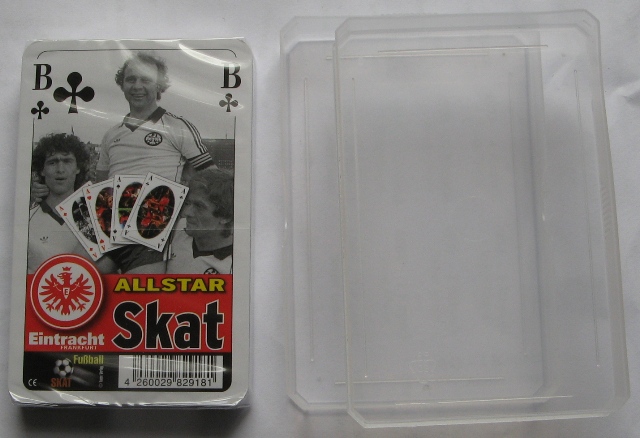 B B
A A A A
ALLSTAR
Skat
Eintracht
FRANKFURT
Fußball
SKAT
CE
4 260029 829181